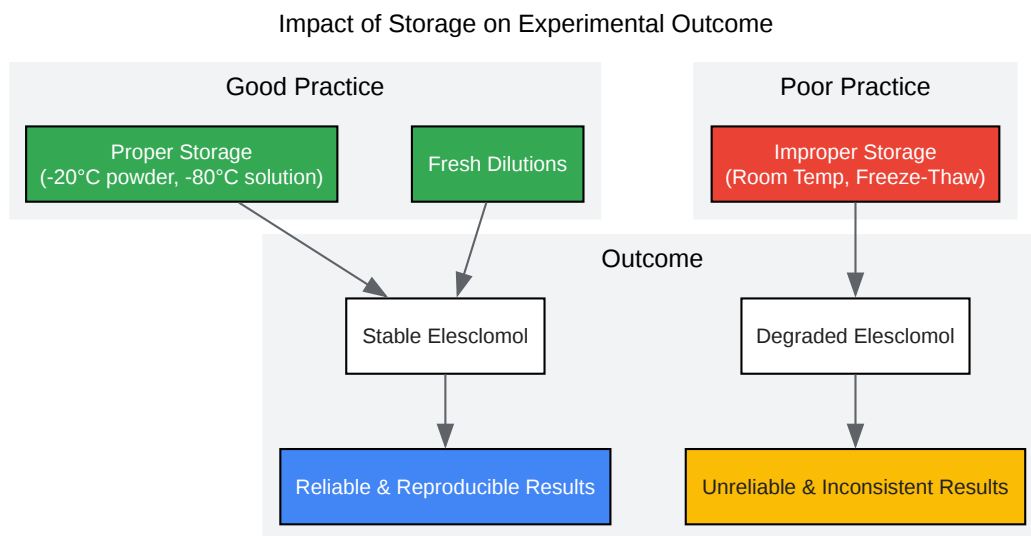 Impact of Storage on Experimental Outcome
Good Practice
Poor Practice
Proper Storage
(-20°C powder, -80°C solution)
Fresh Dilutions
Improper Storage
(Room Temp, Freeze-Thaw)
Outcome
Stable Elesclomol
Degraded Elesclomol
Reliable & Reproducible Results
Unreliable & Inconsistent Results